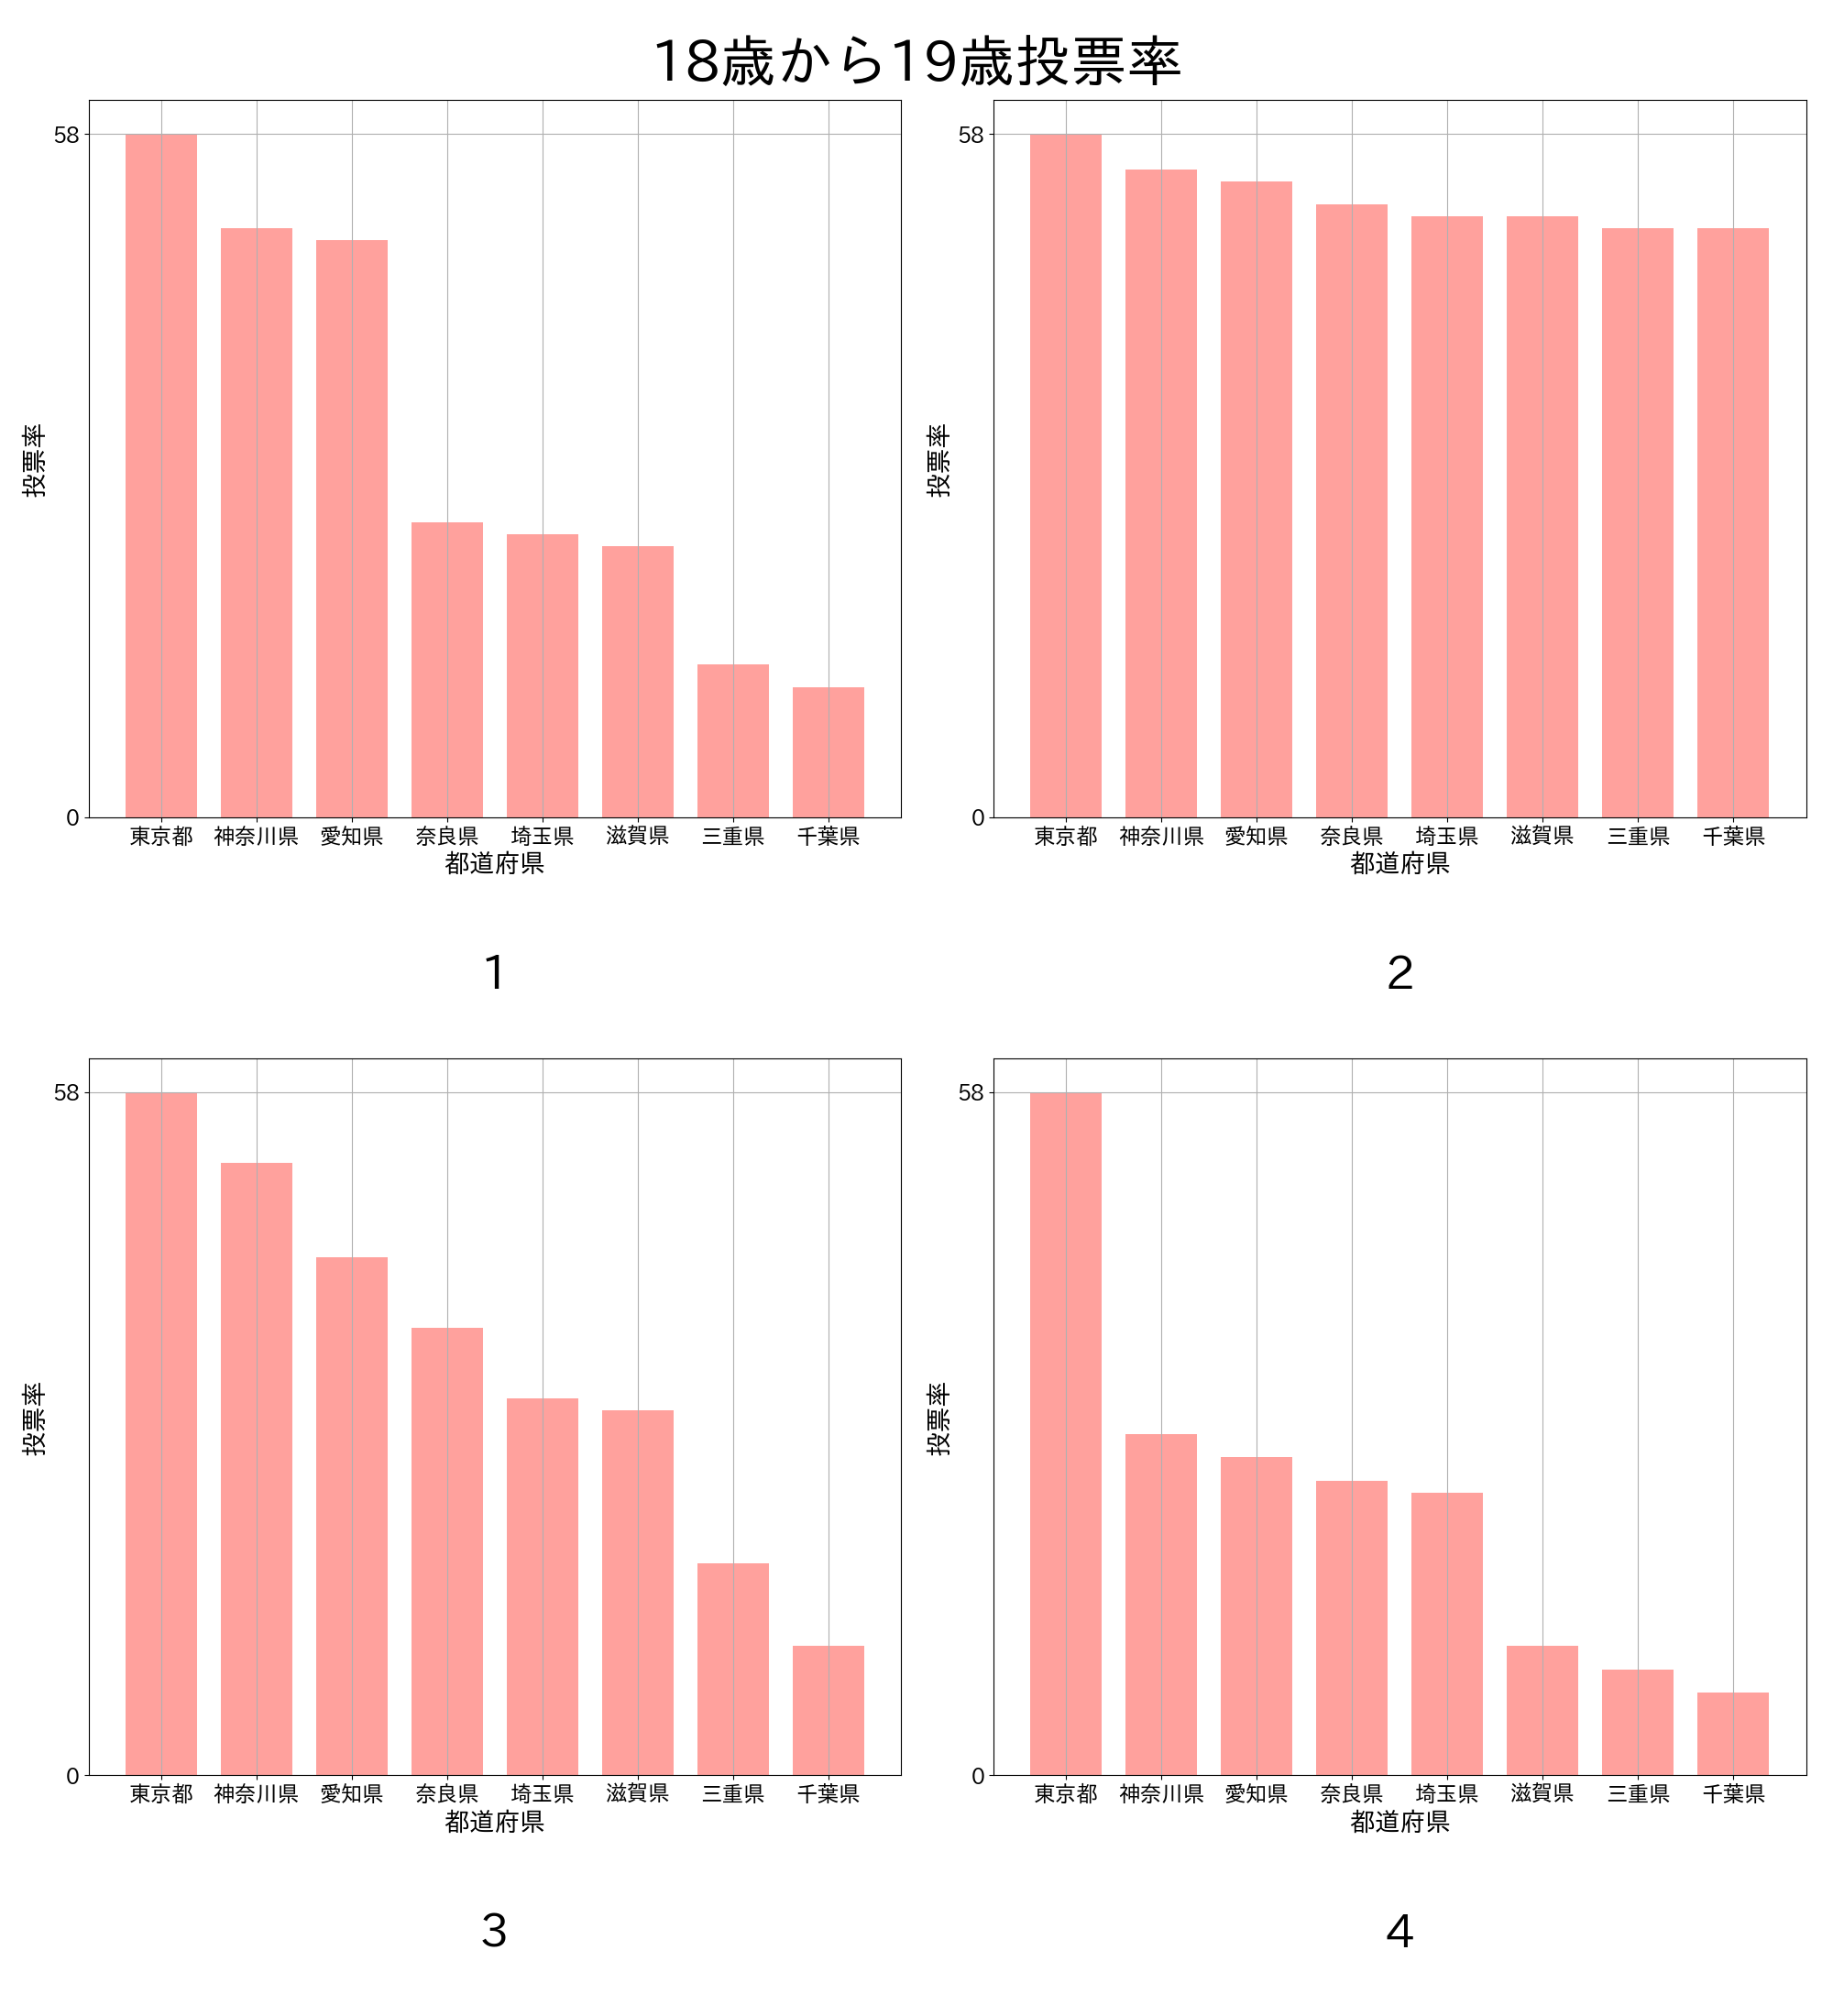 18歳から19歳投票率
58
0
投票率
東京都 神奈川県 愛知県 奈良県 埼玉県 滋賀県 三重県 千葉県
都道府県
1
58
0
投票率
東京都 神奈川県 愛知県 奈良県 埼玉県 滋賀県 三重県 千葉県
都道府県
2
58
0
投票率
東京都 神奈川県 愛知県 奈良県 埼玉県 滋賀県 三重県 千葉県
都道府県
3
58
0
投票率
東京都 神奈川県 愛知県 奈良県 埼玉県 滋賀県 三重県 千葉県
都道府県
4